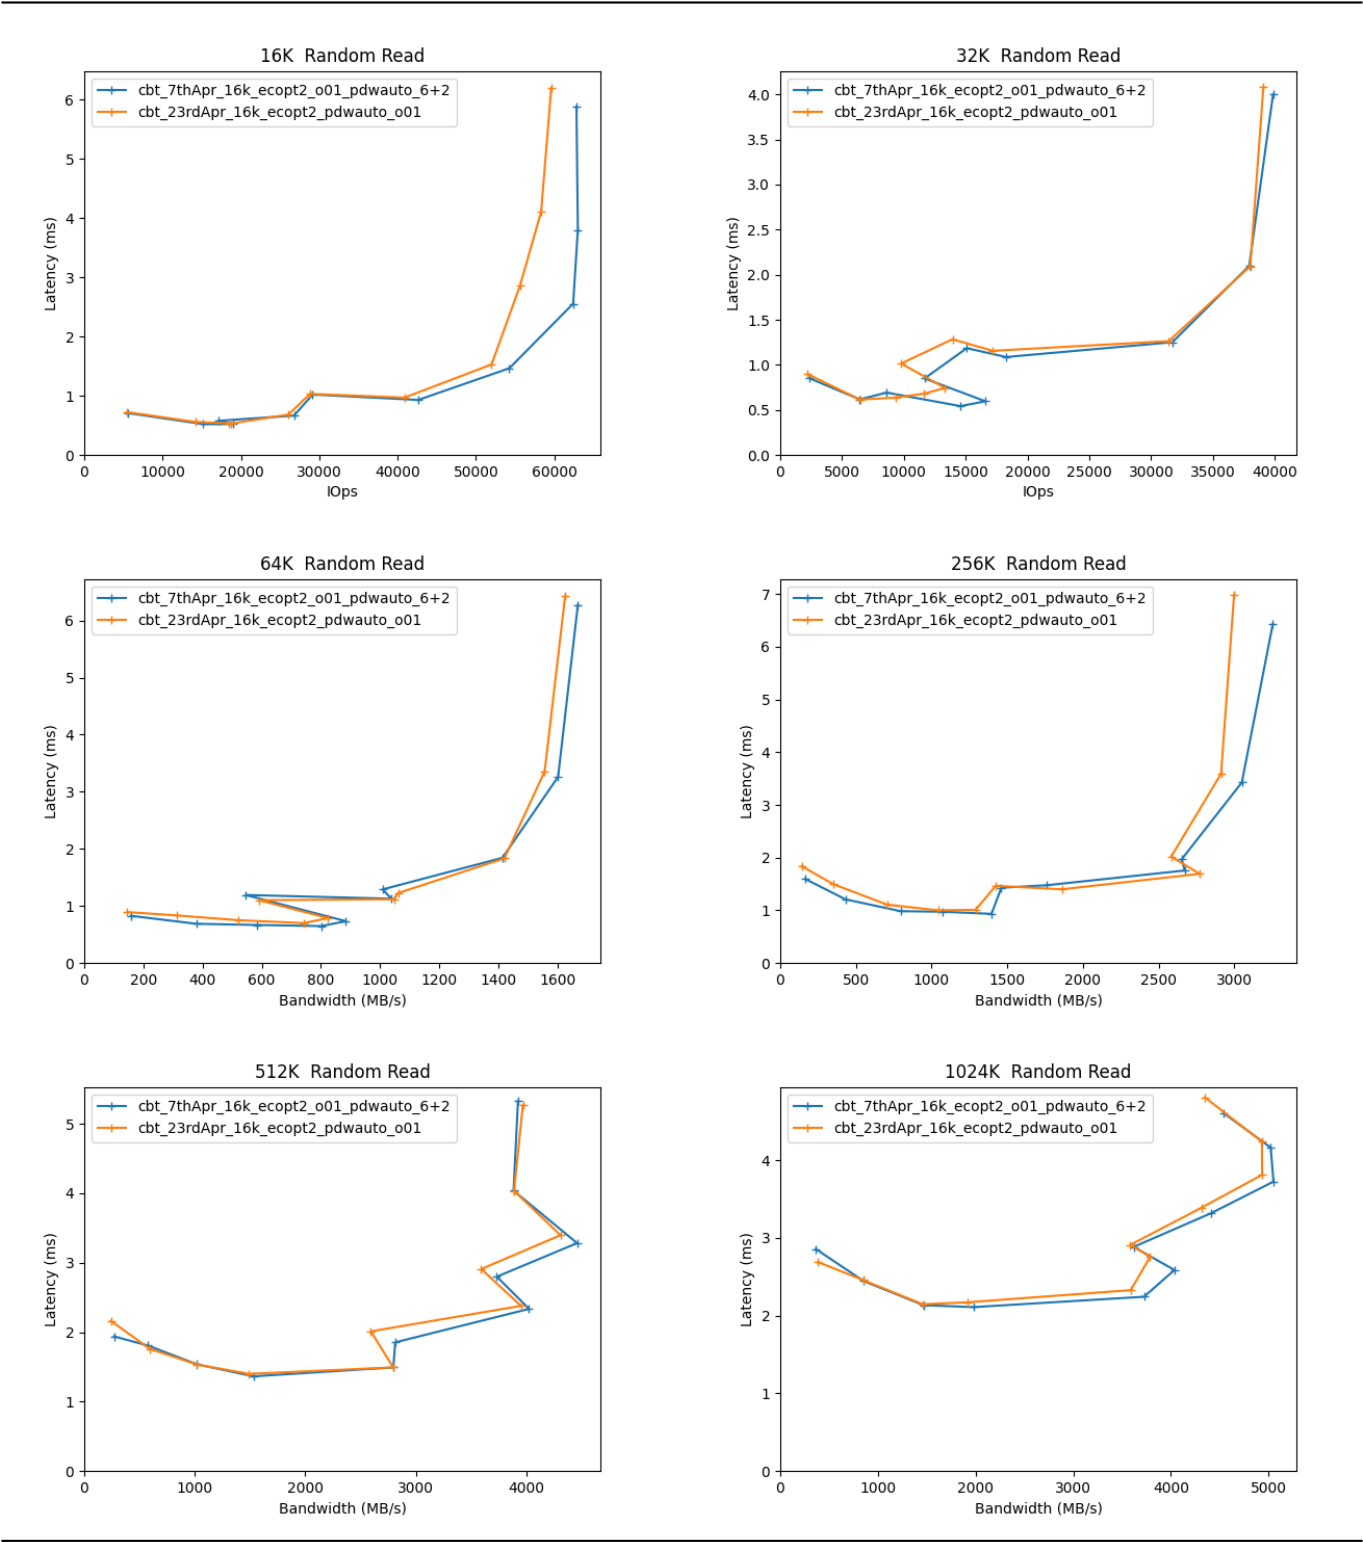 16K  Random Read
cbt_7thApr_16k_ecopt2_o01_pdwauto_6+2
cbt_23rdApr_16k_ecopt2_pdwauto_o01
Latency (ms)
6
5
4
3
2
1
0
0 10000 20000 30000 40000 50000 60000
IOps
32K  Random Read
cbt_7thApr_16k_ecopt2_o01_pdwauto_6+2
cbt_23rdApr_16k_ecopt2_pdwauto_o01
Latency (ms)
4.0
3.5
3.0
2.5
2.0
1.5
1.0
0.5
0.0
0 5000 10000 15000 20000 25000 30000 35000 40000
IOps
64K  Random Read
cbt_7thApr_16k_ecopt2_o01_pdwauto_6+2
cbt_23rdApr_16k_ecopt2_pdwauto_o01
Latency (ms)
6
5
4
3
2
1
0
0 200 400 600 800 1000 1200 1400 1600
Bandwidth (MB/s)
256K  Random Read
cbt_7thApr_16k_ecopt2_o01_pdwauto_6+2
cbt_23rdApr_16k_ecopt2_pdwauto_o01
Latency (ms)
7
6
5
4
3
2
1
0
0 500 1000 1500 2000 2500 3000
Bandwidth (MB/s)
512K  Random Read
cbt_7thApr_16k_ecopt2_o01_pdwauto_6+2
cbt_23rdApr_16k_ecopt2_pdwauto_o01
Latency (ms)
5
4
3
2
1
0
0 1000 2000 3000 4000
Bandwidth (MB/s)
1024K  Random Read
cbt_7thApr_16k_ecopt2_o01_pdwauto_6+2
cbt_23rdApr_16k_ecopt2_pdwauto_o01
Latency (ms)
4
3
2
1
0
0 1000 2000 3000 4000 5000
Bandwidth (MB/s)